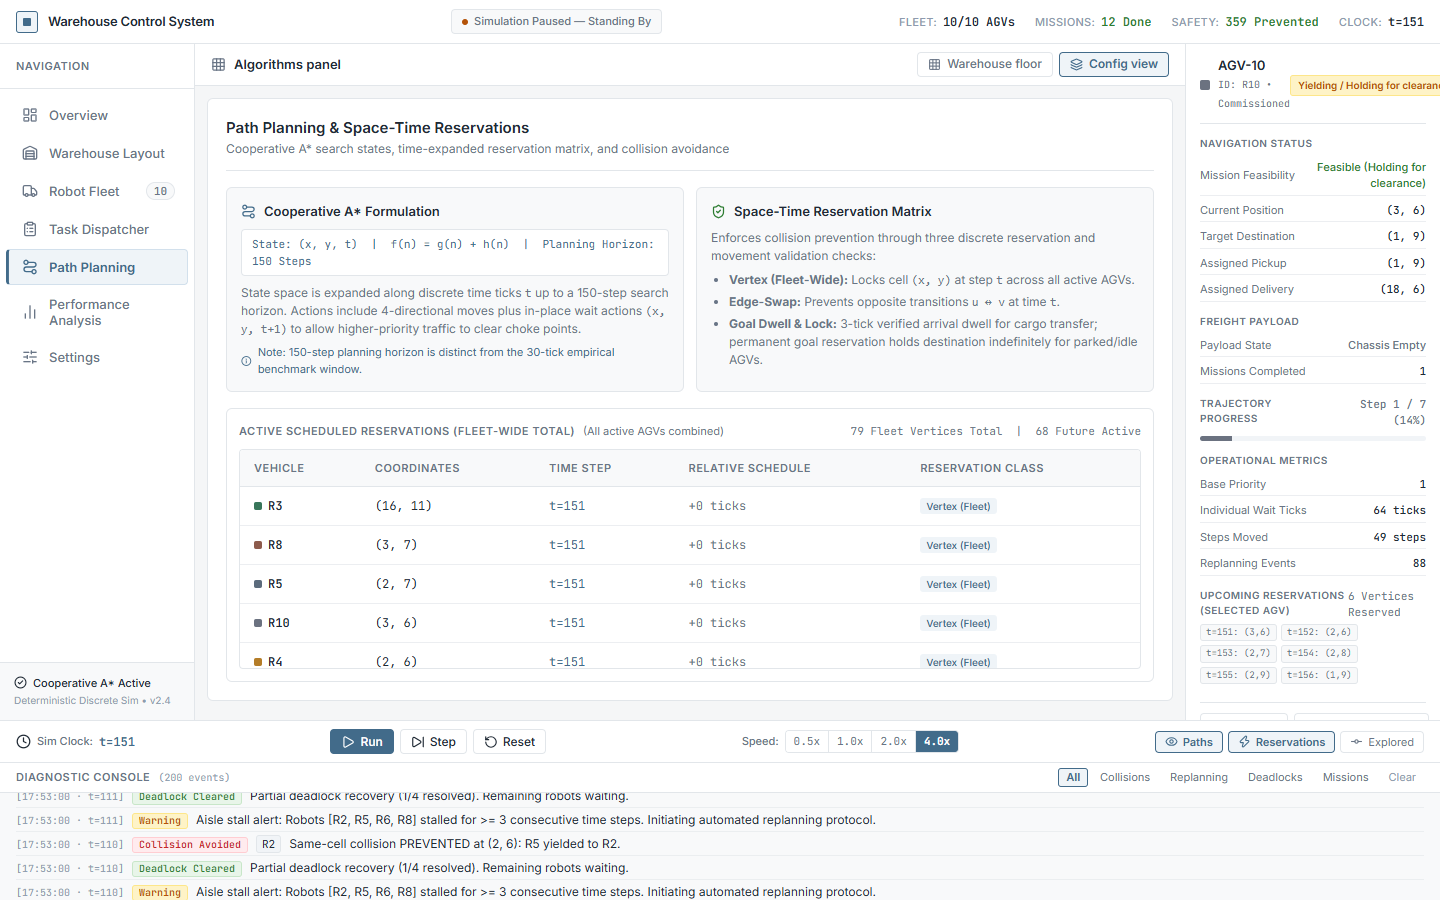 Warehouse Control System
Simulation Paused — Standing By
FLEET: 10/10 AGVs MISSIONS: 12 Done SAFETY: 359 Prevented CLOCK: t=151
NAVIGATION
Overview
Warehouse Layout
Robot Fleet 10
Task Dispatcher
Path Planning
Performance
Analysis
Settings
Cooperative A* Active
Deterministic Discrete Sim • v2.4
Algorithms panel
Warehouse floor
Config view
Path Planning & Space-Time Reservations
Cooperative A* search states, time-expanded reservation matrix, and collision avoidance
Cooperative A* Formulation
State: (x, y, t) | f(n) = g(n) + h(n) | Planning Horizon:
150 Steps
State space is expanded along discrete time ticks t up to a 150-step search
horizon. Actions include 4-directional moves plus in-place wait actions (x,
y, t+1) to allow higher-priority traffic to clear choke points.
Note: 150-step planning horizon is distinct from the 30-tick empirical
benchmark window.
Space-Time Reservation Matrix
Enforces collision prevention through three discrete reservation and
movement validation checks:
• Vertex (Fleet-Wide): Locks cell (x, y) at step t across all active AGVs.
• Edge-Swap: Prevents opposite transitions u ↔ v at time t.
• Goal Dwell & Lock: 3-tick verified arrival dwell for cargo transfer;
permanent goal reservation holds destination indefinitely for parked/idle
AGVs.
ACTIVE SCHEDULED RESERVATIONS (FLEET-WIDE TOTAL) (All active AGVs combined)
79 Fleet Vertices Total | 68 Future Active
VEHICLE COORDINATES TIME STEP RELATIVE SCHEDULE RESERVATION CLASS
R3 (16, 11) t=151 +0 ticks Vertex (Fleet)
R8 (3, 7) t=151 +0 ticks Vertex (Fleet)
R5 (2, 7) t=151 +0 ticks Vertex (Fleet)
R10 (3, 6) t=151 +0 ticks Vertex (Fleet)
R4 (2, 6) t=151 +0 ticks Vertex (Fleet)
AGV-10
ID: R10 •
Commissioned
Yielding / Holding for
NAVIGATION STATUS
Mission Feasibility Feasible (Holding for
clearance)
Current Position (3, 6)
Target Destination (1, 9)
Assigned Pickup (1, 9)
Assigned Delivery (18, 6)
FREIGHT PAYLOAD
Payload State Chassis Empty
Missions Completed 1
TRAJECTORY
PROGRESS
Step 1 / 7
(14%)
OPERATIONAL METRICS
Base Priority 1
Individual Wait Ticks 64 ticks
Steps Moved 49 steps
Replanning Events 88
UPCOMING RESERVATIONS
(SELECTED AGV)
6 Vertices
Reserved
t=151: (3,6) t=152: (2,6)
t=153: (2,7) t=154: (2,8)
t=155: (2,9) t=156: (1,9)
Sim Clock: t=151
Run Step Reset
Speed: 0.5x 1.0x 2.0x 4.0x
Paths Reservations Explored
DIAGNOSTIC CONSOLE (200 events)
All Collisions Replanning Deadlocks Missions Clear
[17:53:00 · t=111] Deadlock Cleared Partial deadlock recovery (1/4 resolved). Remaining robots waiting.
[17:53:00 · t=111] Warning Aisle stall alert: Robots [R2, R5, R6, R8] stalled for >= 3 consecutive time steps. Initiating automated replanning protocol.
[17:53:00 · t=110] Collision Avoided R2 Same-cell collision PREVENTED at (2, 6): R5 yielded to R2.
[17:53:00 · t=110] Deadlock Cleared Partial deadlock recovery (1/4 resolved). Remaining robots waiting.
[17:53:00 · t=110] Warning Aisle stall alert: Robots [R2, R5, R6, R8] stalled for >= 3 consecutive time steps. Initiating automated replanning protocol.